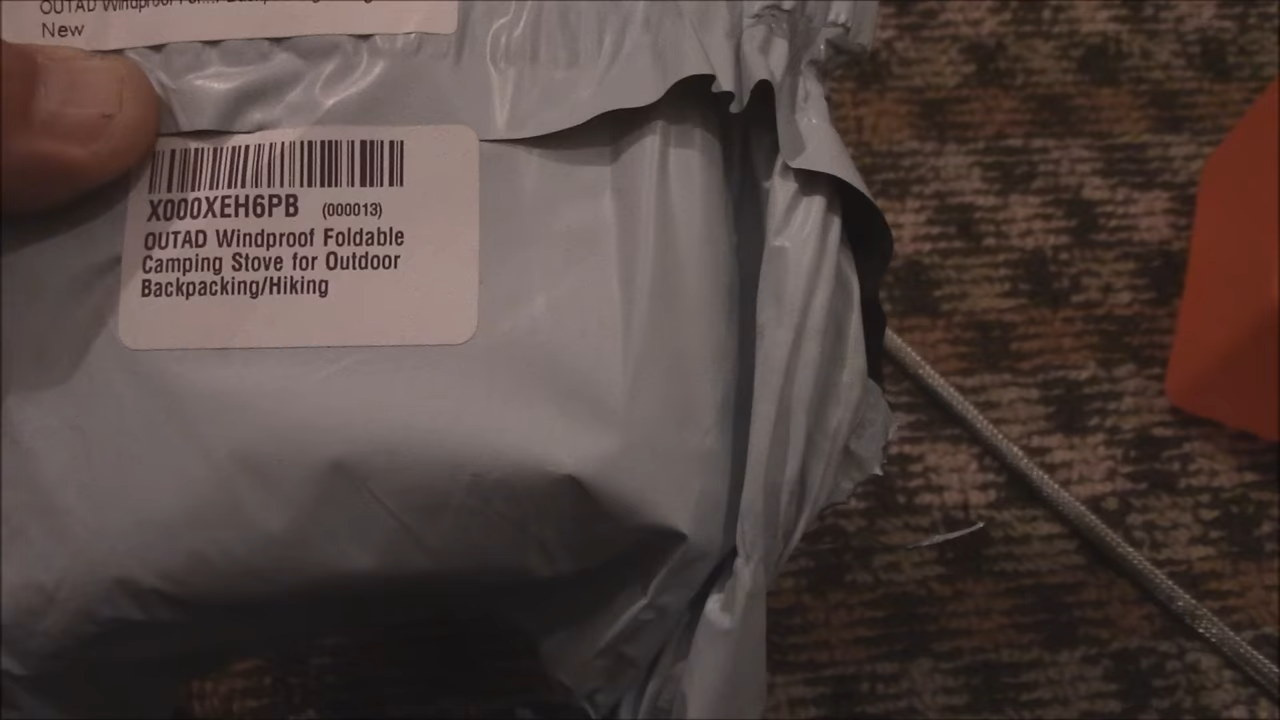 OUTAD Windproof
New
X000XEH6PB (000013)
OUTAD Windproof Foldable
Camping Stove for Outdoor
Backpacking/Hiking